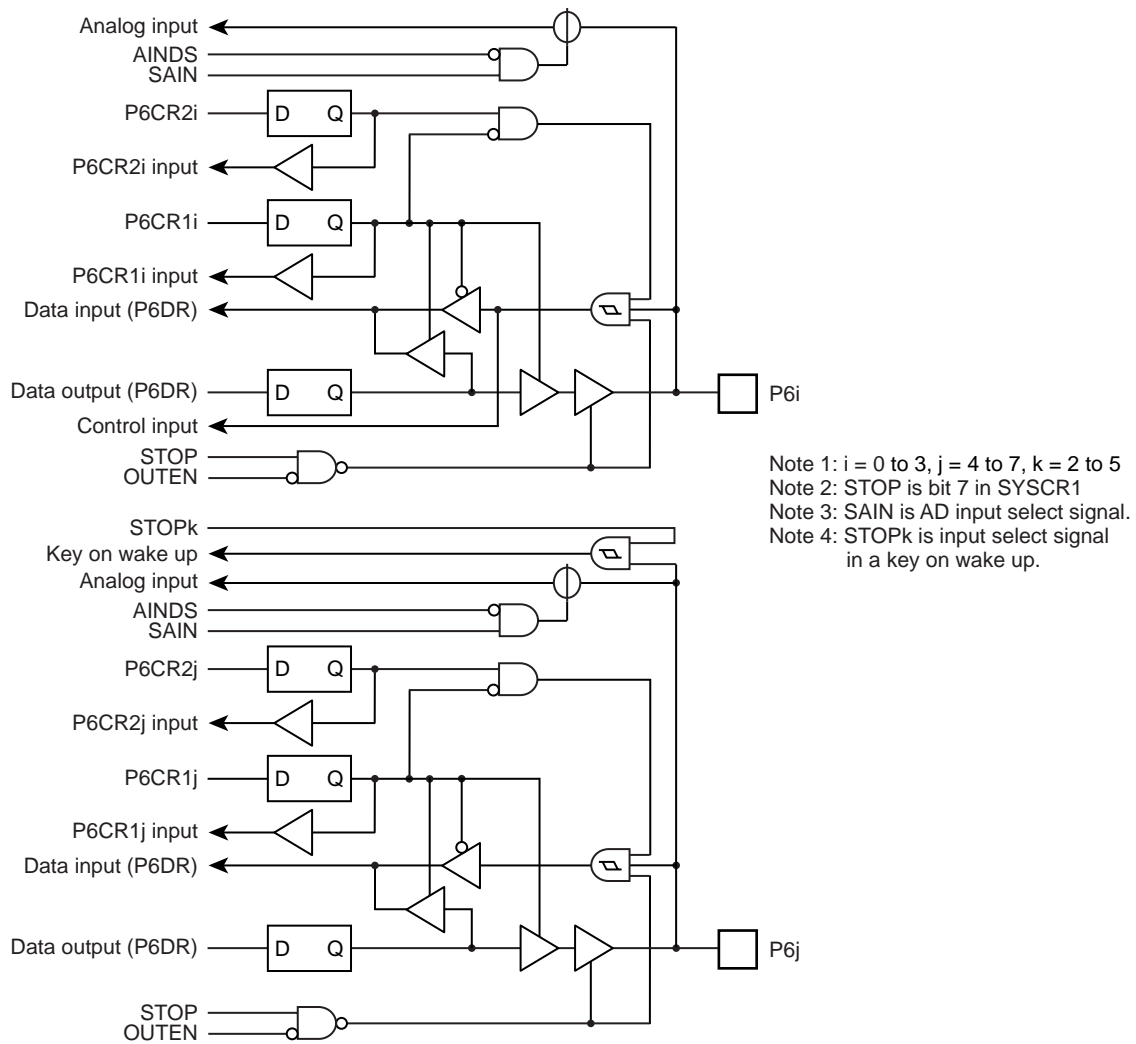 Analog input
AINDS
SAIN
P6CR2i
D Q
P6CR2i input
P6CR1i
D Q
P6CR1i input
Data input (P6DR)
Data output (P6DR)
D Q
P6i
Control input
STOP
OUTEN
Note 1: i = 0 to 3, j = 4 to 7, k = 2 to 5
Note 2: STOP is bit 7 in SYSCR1
Note 3: SAIN is AD input select signal.
Note 4: STOPk is input select signal
in a key on wake up.
STOPk
Key on wake up
Analog input
AINDS
SAIN
P6CR2j
D Q
P6CR2j input
P6CR1j
D Q
P6CR1j input
Data input (P6DR)
Data output (P6DR)
D Q
P6j
STOP
OUTEN